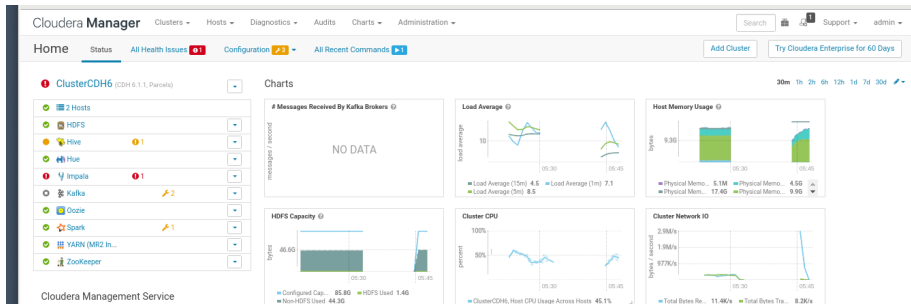 Cloudera Manager Clusters Hosts Diagnostics Audits Charts Administration Search 1 Support admin
Home Status All Health Issues 1 Configuration 3 All Recent Commands 1 Add Cluster Try Cloudera Enterprise for 60 Days
ClusterCDH6 (CDH 6.1.1, Parcels)
2 Hosts
HDFS
Hive 1
Hue
Impala 1
Kafka 2
Oozie
Spark 1
YARN (MR2 In...
ZooKeeper
Cloudera Management Service
Charts 30m 1h 2h 6h 12h 1d 7d 30d
# Messages Received By Kafka Brokers
messages / second
NO DATA
Load Average
load average
10
05:30 05:45
Load Average (15m) 4.5 Load Average (1m) 7.1
Load Average (5m) 8.5
Host Memory Usage
bytes
9.3G
05:30 05:45
Physical Memo... 5.1M Physical Memo... 4.5G
Physical Mem... 17.4G Physical Memo... 9.9G
HDFS Capacity
bytes
46.6G
05:30 05:45
Configured Cap... 85.8G HDFS Used 1.4G
Non-HDFS Used 44.3G
Cluster CPU
percent
100%
50%
05:30 05:45
ClusterCDH6, Host CPU Usage Across Hosts 45.1%
Cluster Network IO
bytes / second
2.9M/s
1.9M/s
977K/s
05:30 05:45
Total Bytes Re... 11.4K/s Total Bytes Tra... 8.2K/s